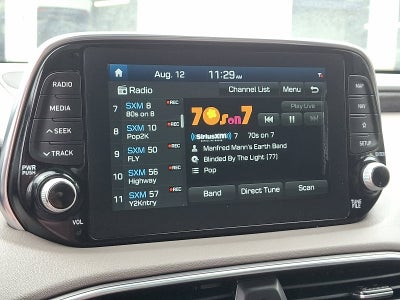 Aug. 12 11:29AM
Radio Channel List Menu
RADIO
MEDIA
SEEK
TRACK
PWR
PUSH
VOL
7 SXM 8 REC
80s on 8
8 SXM 10 REC
Pop2K
9 SXM 50 REC
FLY
10 SXM 56 REC
Highway
11 SXM 57 REC
Y2Kntry
70s on 7
Play Live
SiriusXM 7 70s on 7
Manfred Mann's Earth Band
Blinded By The Light (77)
Pop
Band Direct Tune Scan
MAP
NAV
SETUP
TUNE
FILE